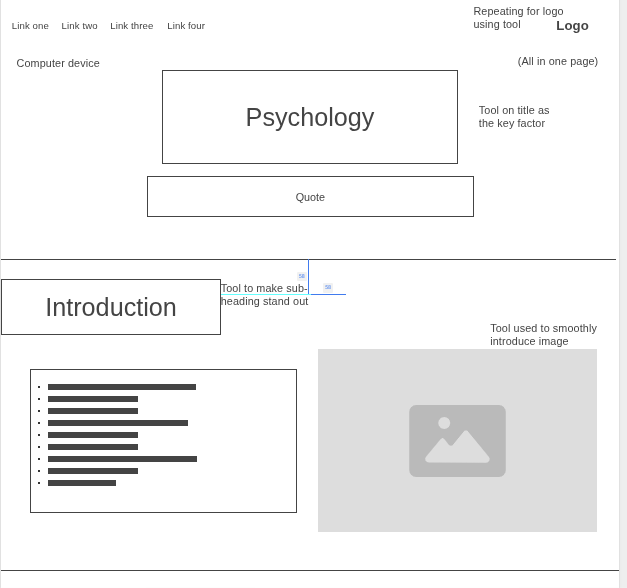 Link one Link two Link three Link four
Repeating for logo
using tool
Logo
Computer device
(All in one page)
Psychology
Tool on title as
the key factor
Quote
58
58
Tool to make sub-
heading stand out
Introduction
Tool used to smoothly
introduce image